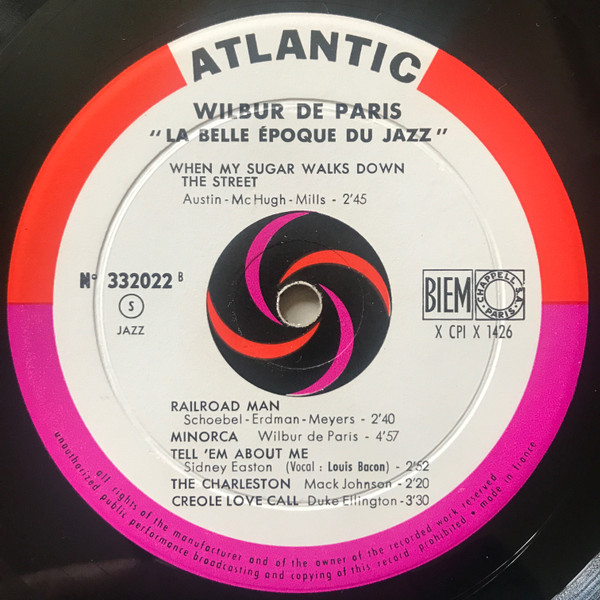 ATLANTIC
WILBUR DE PARIS
"LA BELLE ÉPOQUE DU JAZZ"
WHEN MY SUGAR WALKS DOWN
THE STREET
Austin - Mc Hugh - Mills - 2'45
N° 332022 B
S
JAZZ
BIEM
CHAPPELL S.A.
PARIS
X CPI X 1426
RAILROAD MAN
Schoebel - Erdman - Meyers - 2'40
MINORCA Wilbur de Paris - 4'57
TELL 'EM ABOUT ME
Sidney Easton (Vocal : Louis Bacon) - 2'52
THE CHARLESTON Mack Johnson - 2'20
CREOLE LOVE CALL Duke Ellington - 3'30
all rights of the manufacturer and of the owner of the recorded work reserved
unauthorized public performance broadcasting and copying of this record prohibited • made in france